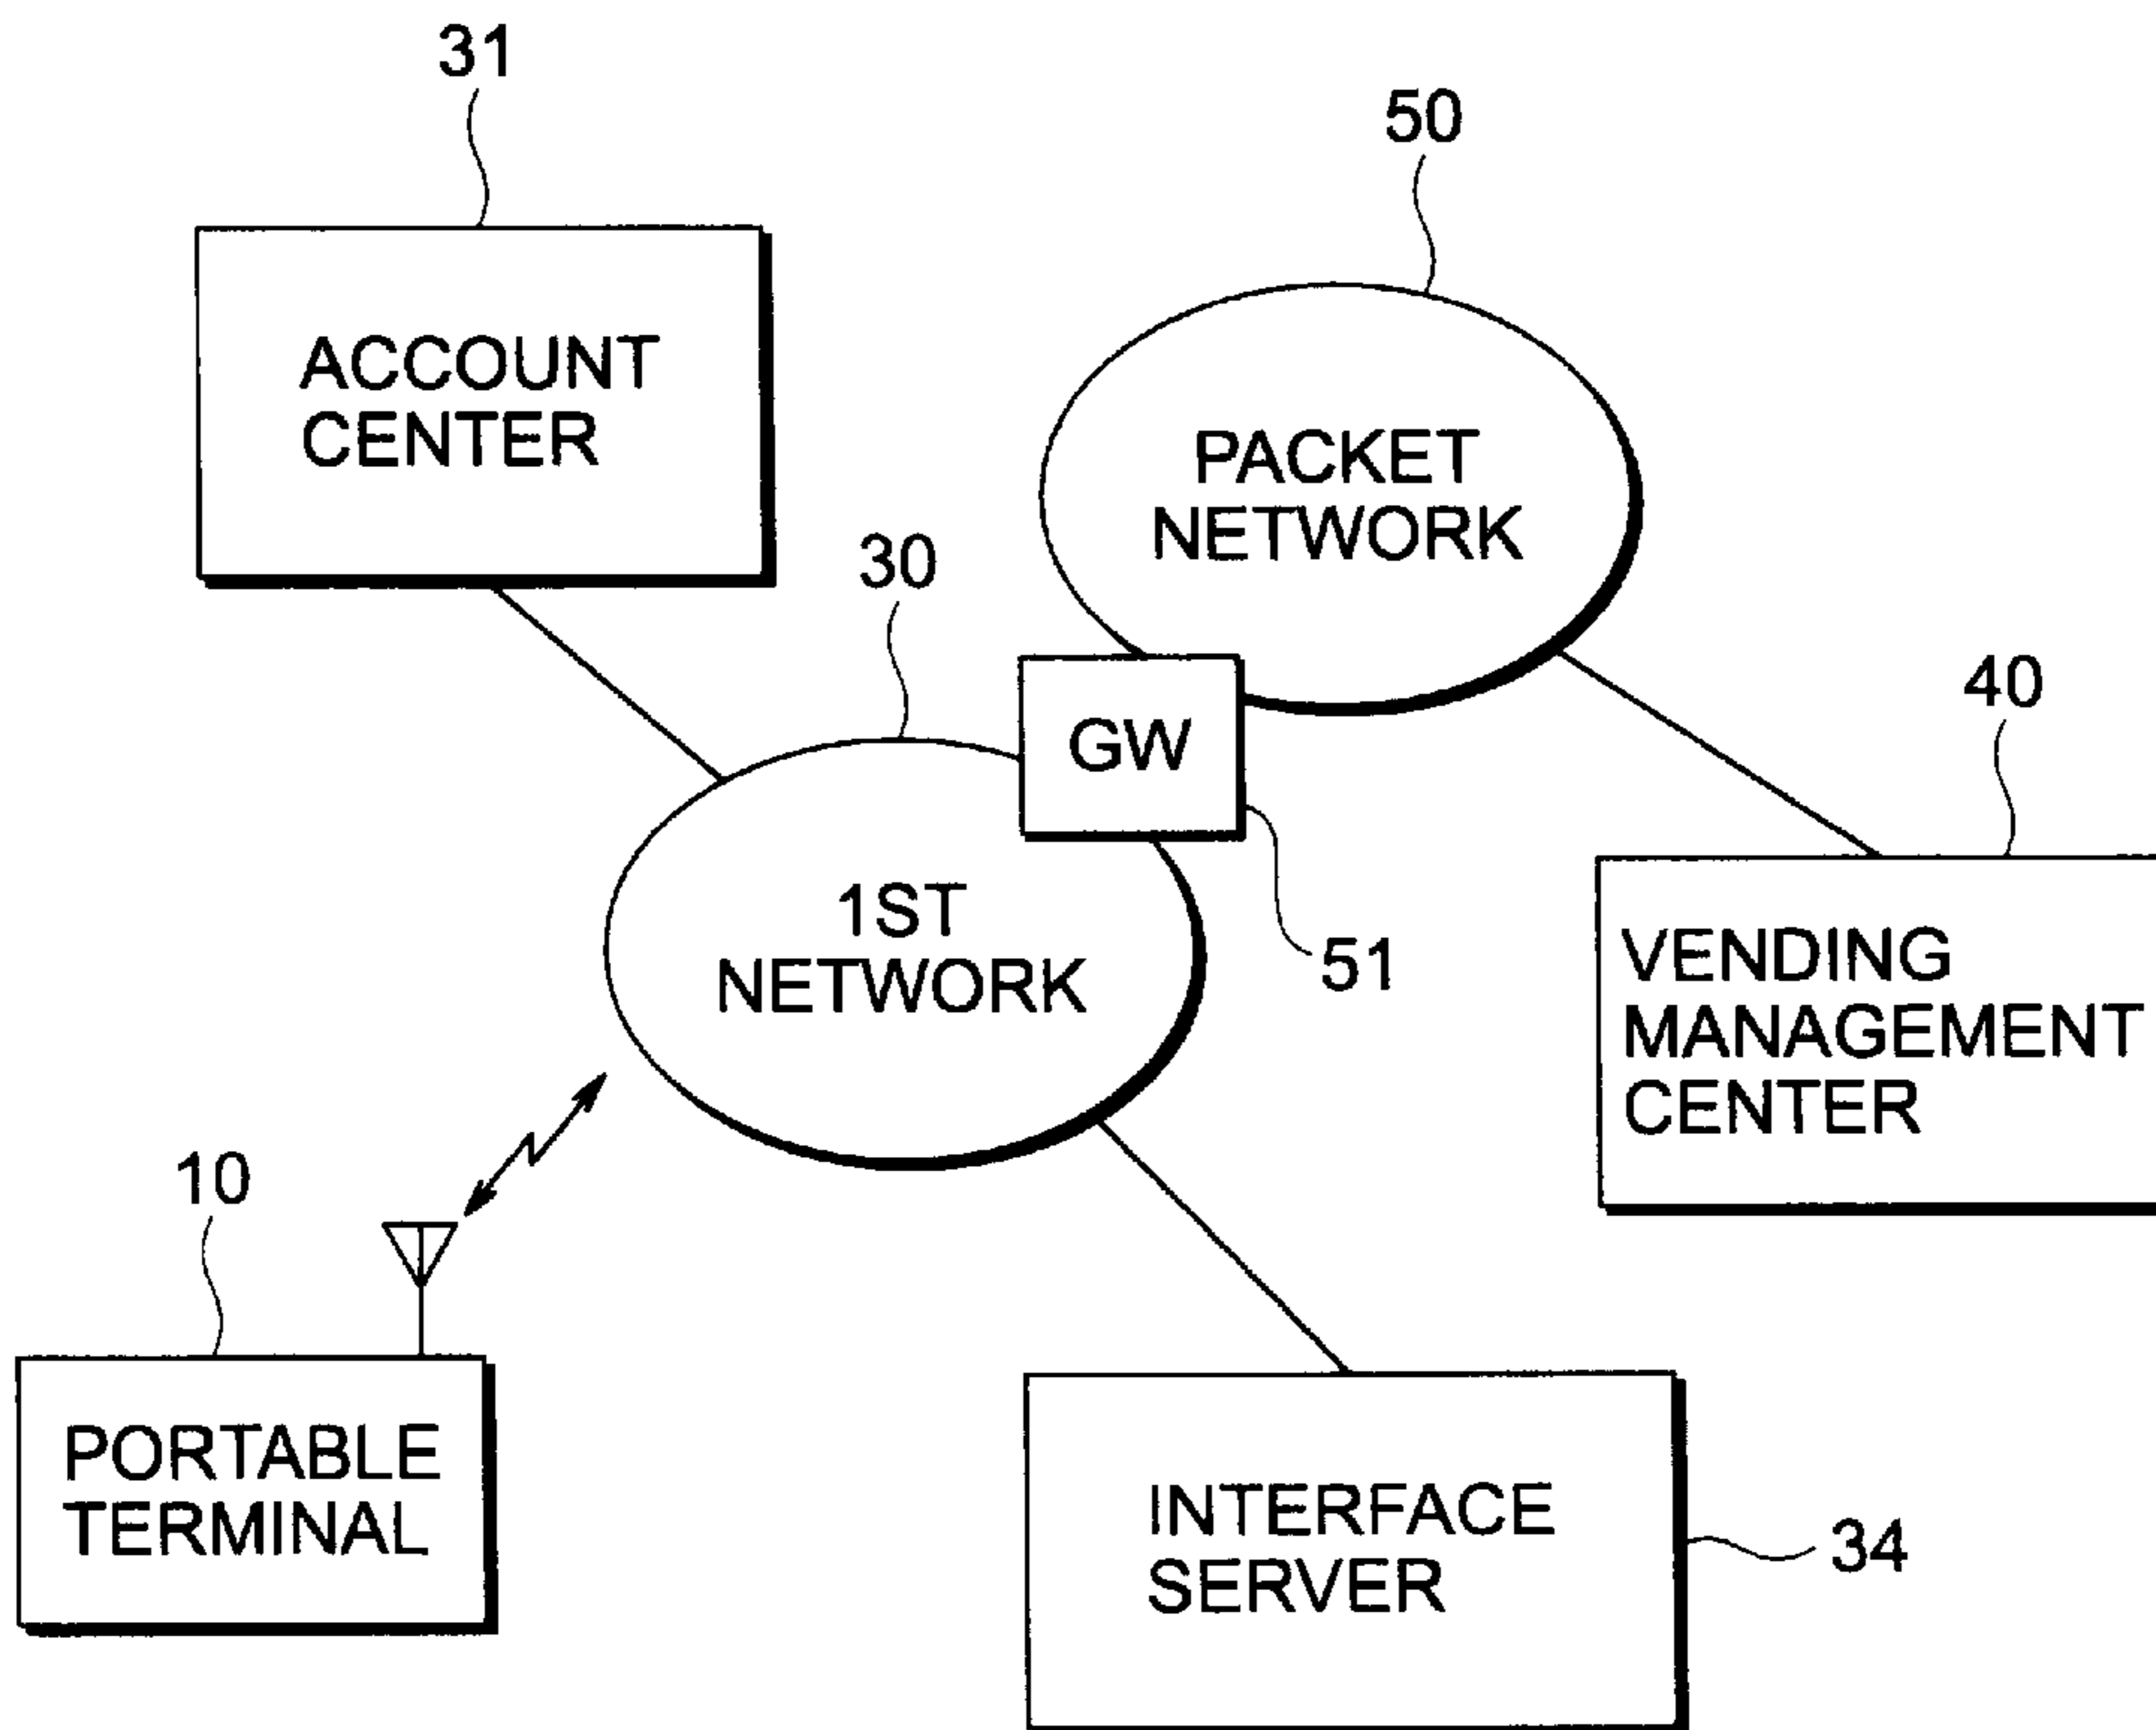 31
50
ACCOUNT
CENTER
PACKET
NETWORK
30
40
GW
1ST
NETWORK
51
VENDING
MANAGEMENT
CENTER
10
PORTABLE
TERMINAL
INTERFACE
SERVER
34